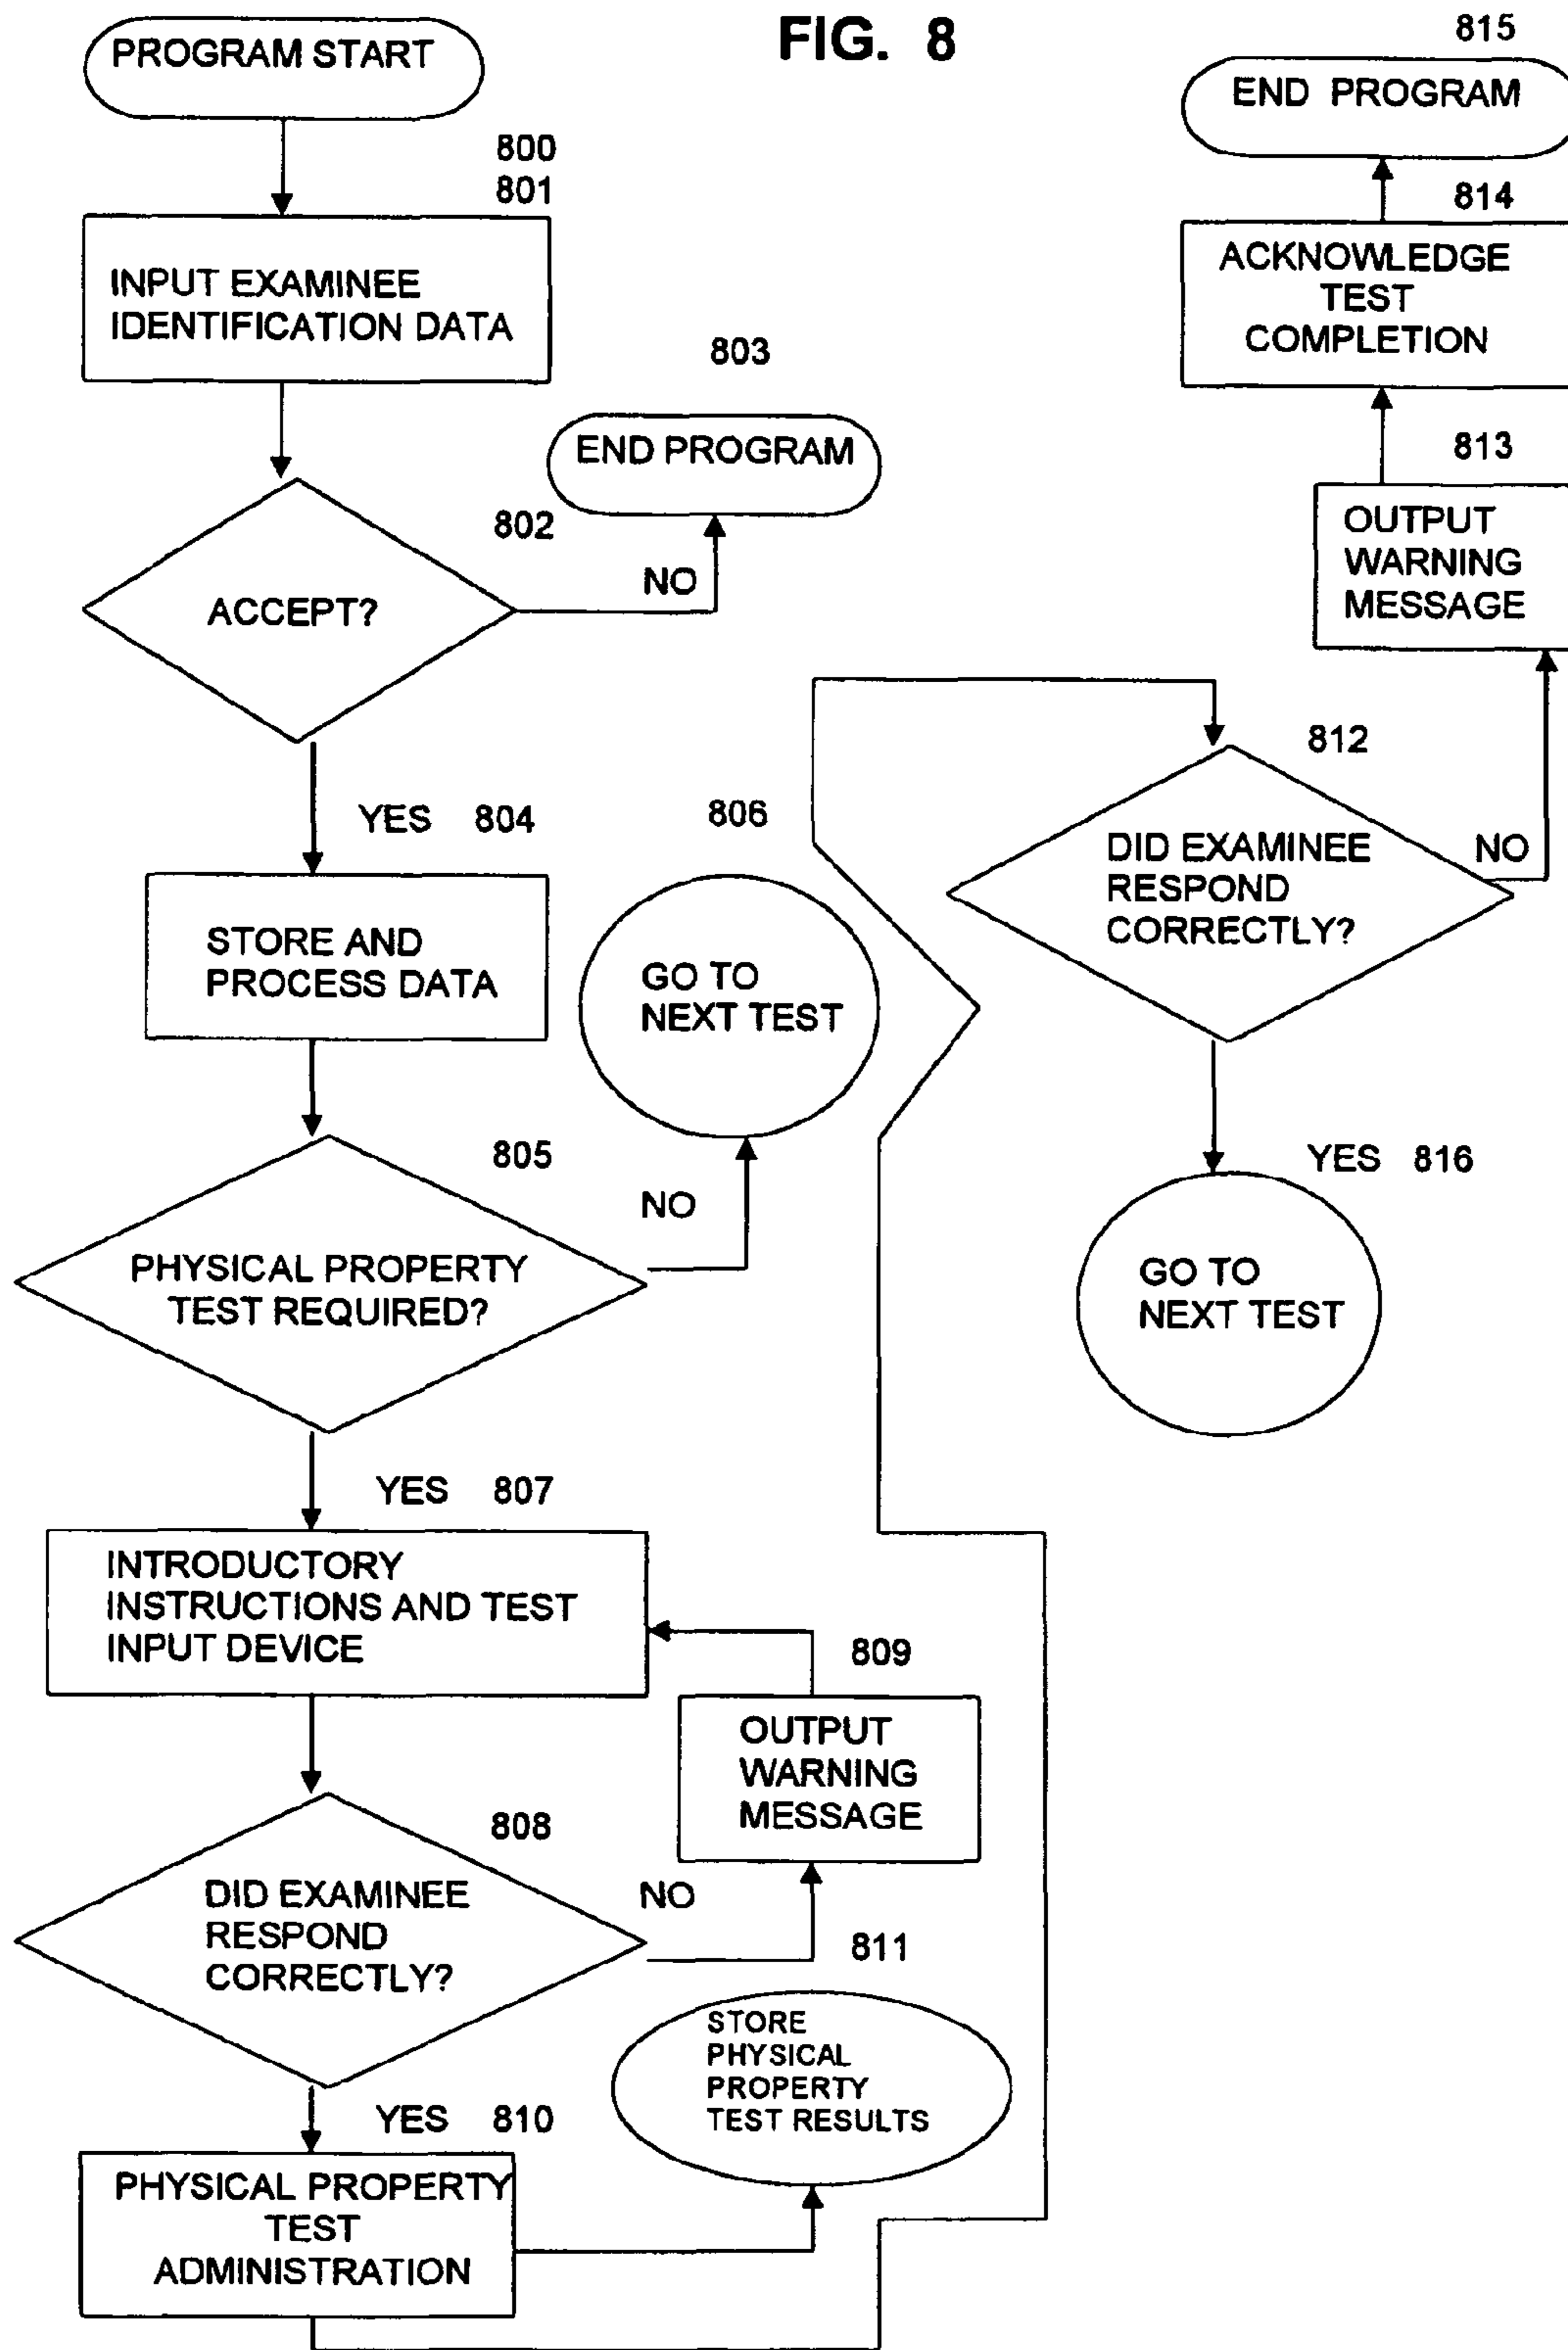 FIG. 8
PROGRAM START
800
801
INPUT EXAMINEE
IDENTIFICATION DATA
803
END PROGRAM
802
NO
ACCEPT?
YES 804
STORE AND
PROCESS DATA
806
GO TO
NEXT TEST
805
NO
PHYSICAL PROPERTY
TEST REQUIRED?
YES 807
INTRODUCTORY
INSTRUCTIONS AND TEST
INPUT DEVICE
809
OUTPUT
WARNING
MESSAGE
808
NO
DID EXAMINEE
RESPOND
CORRECTLY?
811
STORE
PHYSICAL
PROPERTY
TEST RESULTS
YES 810
PHYSICAL PROPERTY
TEST
ADMINISTRATION
815
END PROGRAM
814
ACKNOWLEDGE
TEST
COMPLETION
813
OUTPUT
WARNING
MESSAGE
812
DID EXAMINEE
RESPOND
CORRECTLY?
NO
YES 816
GO TO
NEXT TEST